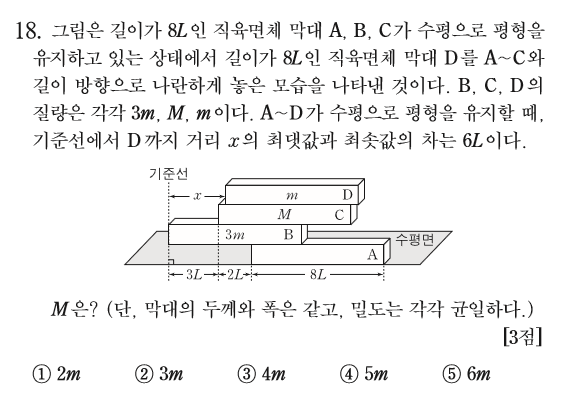 18. 그림은 길이가 8L인 직육면체 막대 A, B, C가 수평으로 평형을
유지하고 있는 상태에서 길이가 8L인 직육면체 막대 D를 A~C와
길이 방향으로 나란하게 놓은 모습을 나타낸 것이다. B, C, D의
질량은 각각 3m, M, m이다. A~D가 수평으로 평형을 유지할 때,
기준선에서 D까지 거리 x의 최댓값과 최솟값의 차는 6L이다.
기준선
x
m D
M C
3m B
수평면
A
3L 2L 8L
M은? (단, 막대의 두께와 폭은 같고, 밀도는 각각 균일하다.)
[3점]
① 2m ② 3m ③ 4m ④ 5m ⑤ 6m